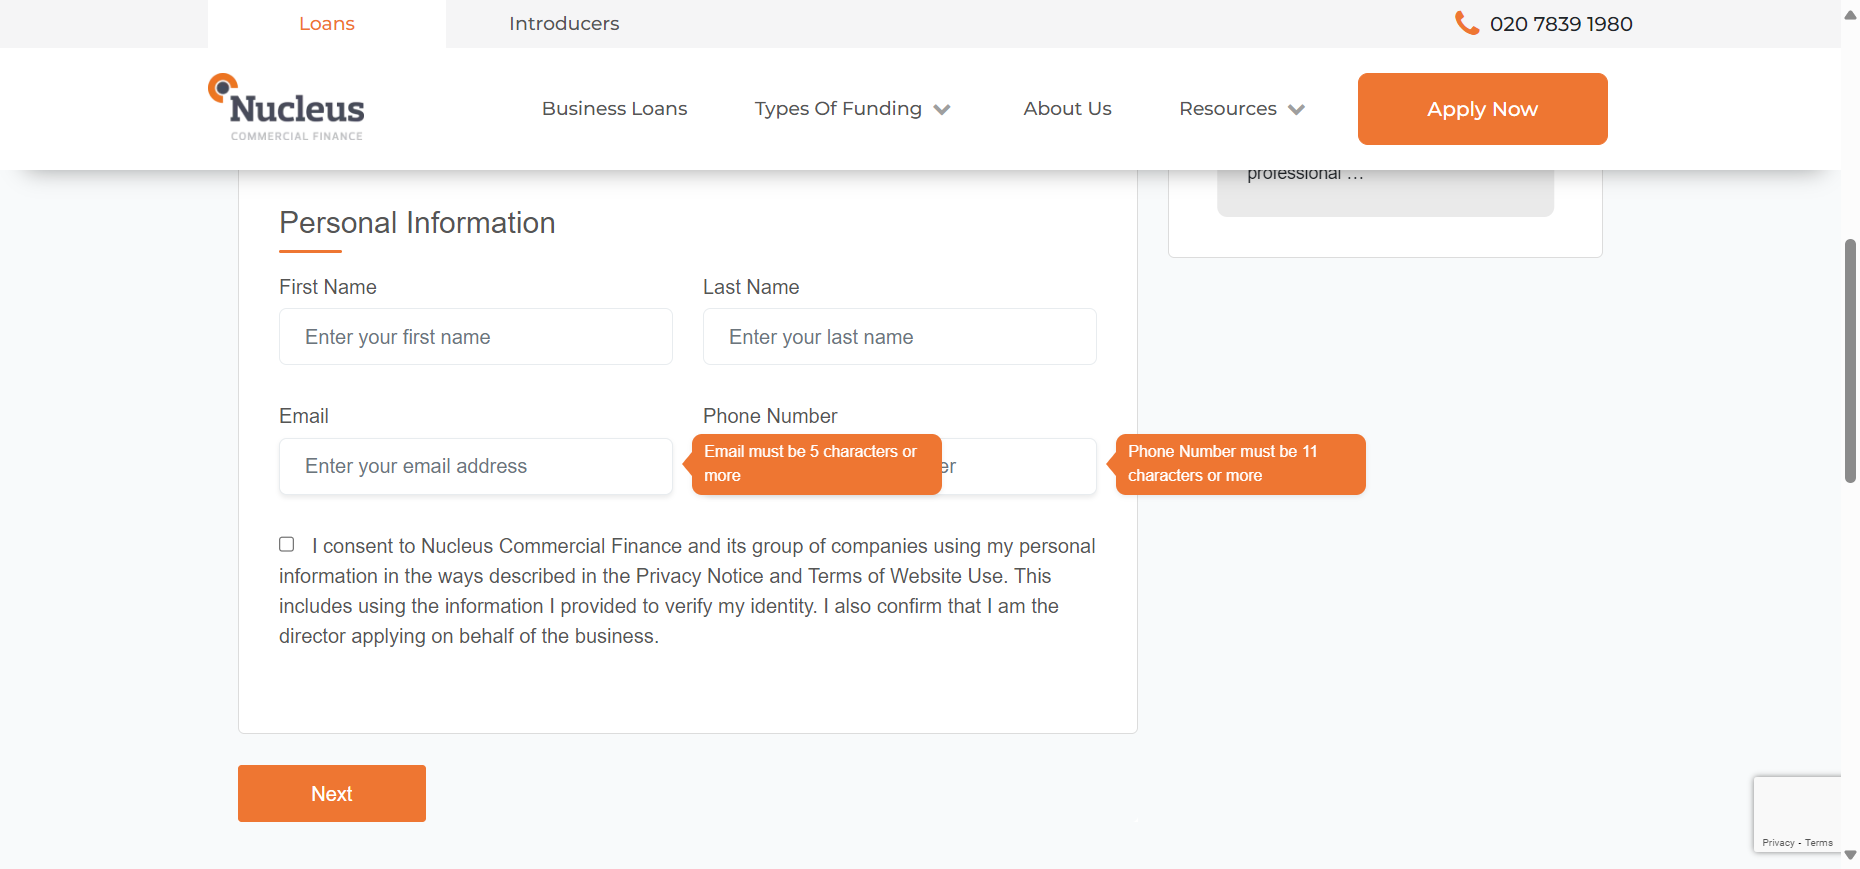 Loans
Introducers
020 7839 1980
Nucleus
COMMERCIAL FINANCE
Business Loans
Types Of Funding
About Us
Resources
Apply Now
professional ...
Personal Information
First Name
Last Name
Enter your first name
Enter your last name
Email
Phone Number
Enter your email address
Email must be 5 characters or
more
er
Phone Number must be 11
characters or more
I consent to Nucleus Commercial Finance and its group of companies using my personal
information in the ways described in the Privacy Notice and Terms of Website Use. This
includes using the information I provided to verify my identity. I also confirm that I am the
director applying on behalf of the business.
Next
Privacy - Terms